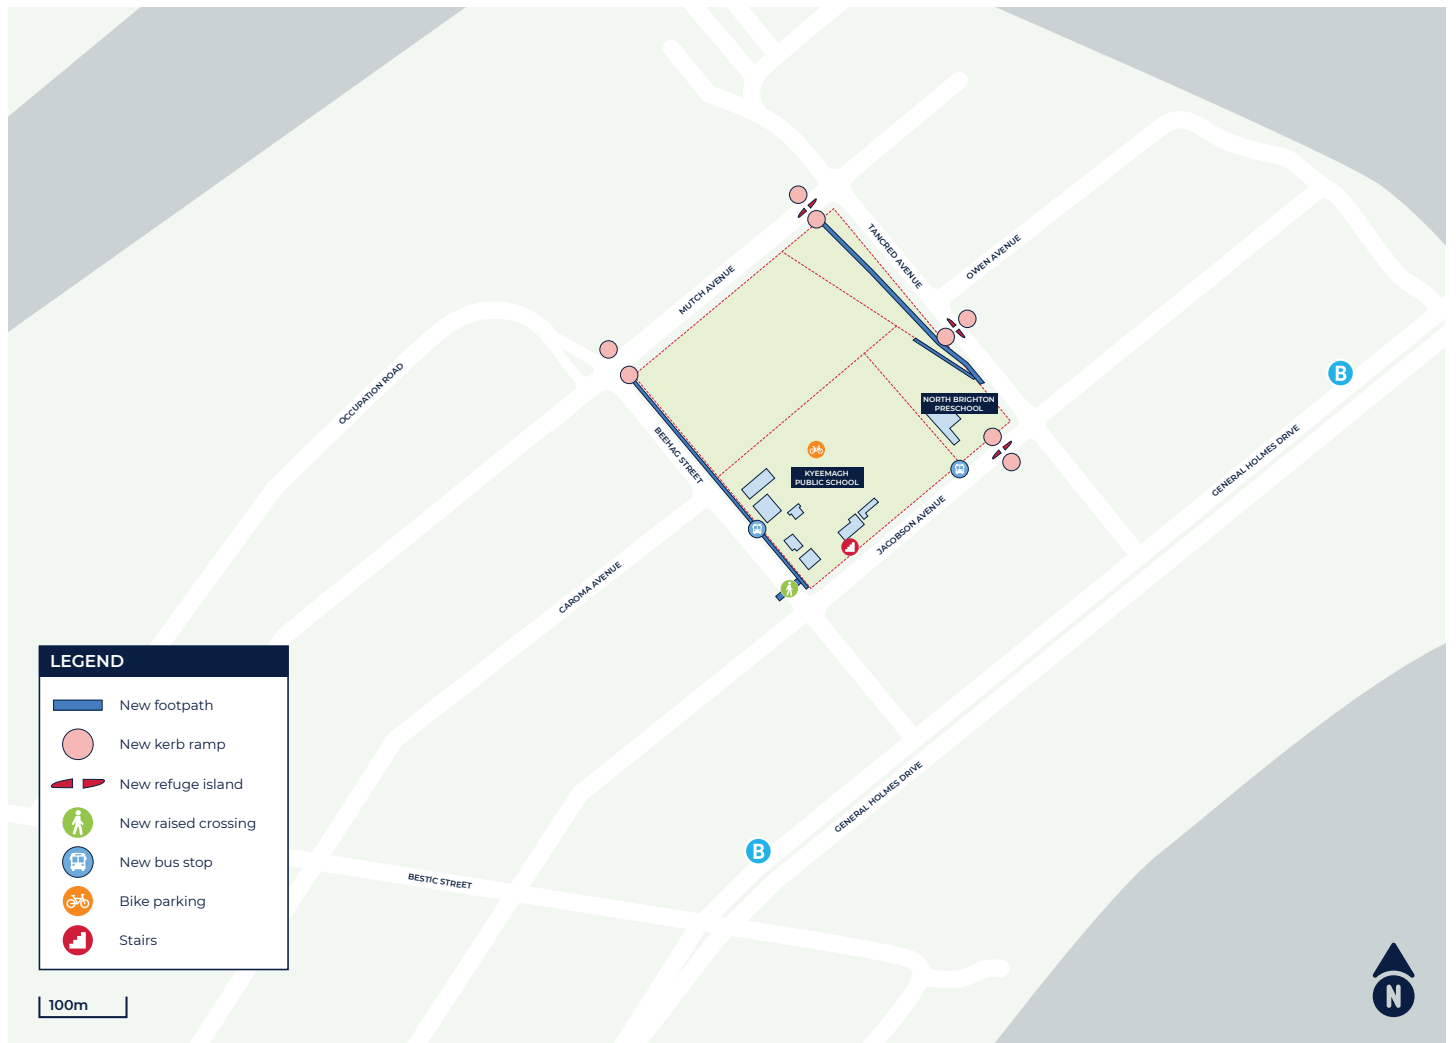 TANCRED AVENUE
OWEN AVENUE
MUTCH AVENUE
OCCUPATION ROAD
B
NORTH BRIGHTON
PRESCHOOL
BEEHAG STREET
GENERAL HOLMES DRIVE
KYEEMAGH
PUBLIC SCHOOL
JACOBSON AVENUE
CAROMA AVENUE
LEGEND
New footpath
New kerb ramp
New refuge island
New raised crossing
New bus stop
Bike parking
Stairs
GENERAL HOLMES DRIVE
B
BESTIC STREET
100m
N